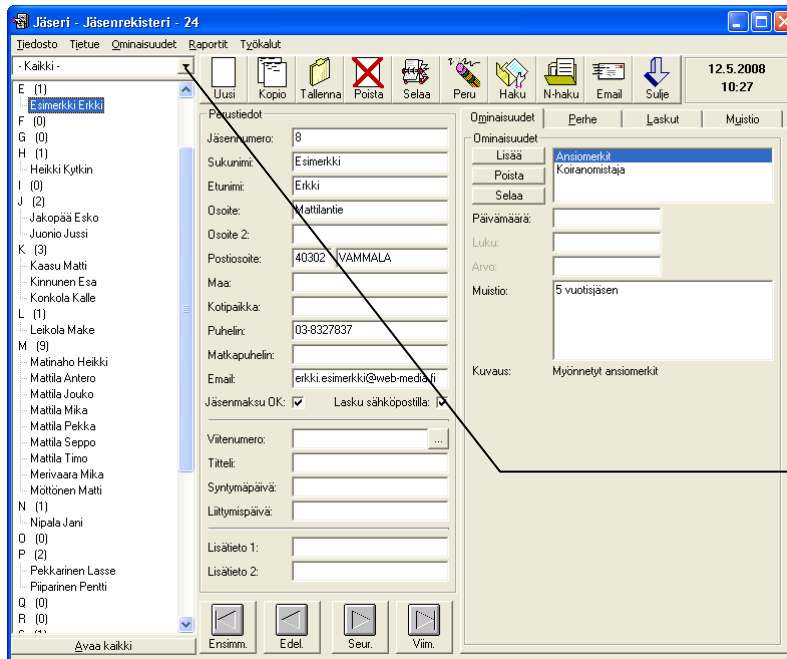 Jäseri - Jäsenrekisteri - 24
Tiedosto Tietue Ominaisuudet Raportit Työkalut
- Kaikki -
Uusi Kopio Tallenna Poista Selaa Peru Haku N-haku Email Sulje
12.5.2008
10:27
E (1)
Esimerkki Erkki
F (0)
G (0)
H (1)
Heikki Kytkin
I (0)
J (2)
Jakopää Esko
Juonio Jussi
K (3)
Kaasu Matti
Kinnunen Esa
Konkola Kalle
L (1)
Leikola Make
M (9)
Matinaho Heikki
Mattila Antero
Mattila Jouko
Mattila Mika
Mattila Pekka
Mattila Seppo
Mattila Timo
Merivaara Mika
Möttönen Matti
N (1)
Nipala Jani
O (0)
P (2)
Pekkarinen Lasse
Piiparinen Pentti
Q (0)
R (0)
Avaa kaikki
Perustiedot
Jäsennumero: 8
Sukunimi: Esimerkki
Etunimi: Erkki
Osoite: Mattilantie
Osoite 2:
Postiosoite: 40302 VAMMALA
Maa:
Kotipaikka:
Puhelin: 03-8327837
Matkapuhelin:
Email: erkki.esimerkki@web-media.fi
Jäsenmaksu OK: Lasku sähköpostilla:
Viitenumero: ...
Titteli:
Syntymäpäivä:
Liittymispäivä:
Lisätieto 1:
Lisätieto 2:
Ensimm. Edel. Seur. Viim.
Ominaisuudet Perhe Laskut Muistio
Ominaisuudet
Lisää
Poista
Selaa
Ansiomerkit
Koiranomistaja
Päivämäärä:
Luku:
Arvo:
Muistio: 5 vuotisjäsen
Kuvaus: Myönnetyt ansiomerkit